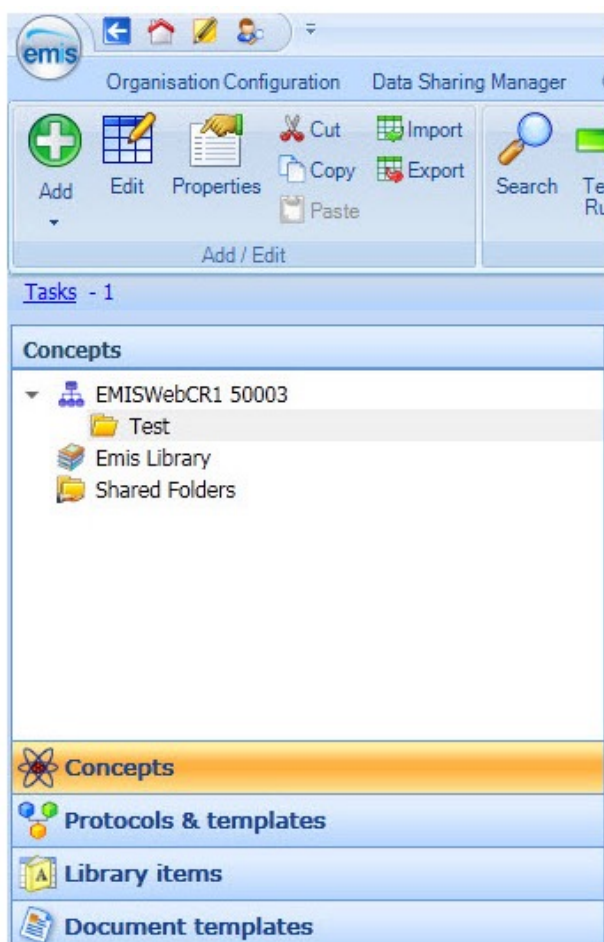 emis
Organisation Configuration Data Sharing Manager
Add
Edit
Properties
Cut
Copy
Paste
Import
Export
Search
Add / Edit
Tasks - 1
Concepts
EMISWebCR1 50003
Test
Emis Library
Shared Folders
Concepts
Protocols & templates
Library items
Document templates